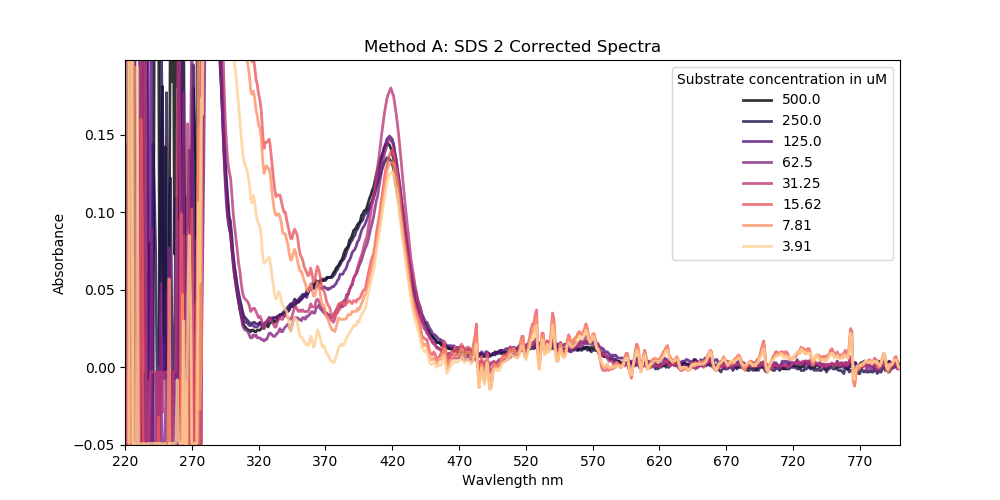 Method A: SDS 2 Corrected Spectra
Substrate concentration in uM
500.0
250.0
125.0
62.5
31.25
15.62
7.81
3.91
Absorbance
0.15
0.10
0.05
0.00
−0.05
220 270 320 370 420 470 520 570 620 670 720 770
Wavlength nm